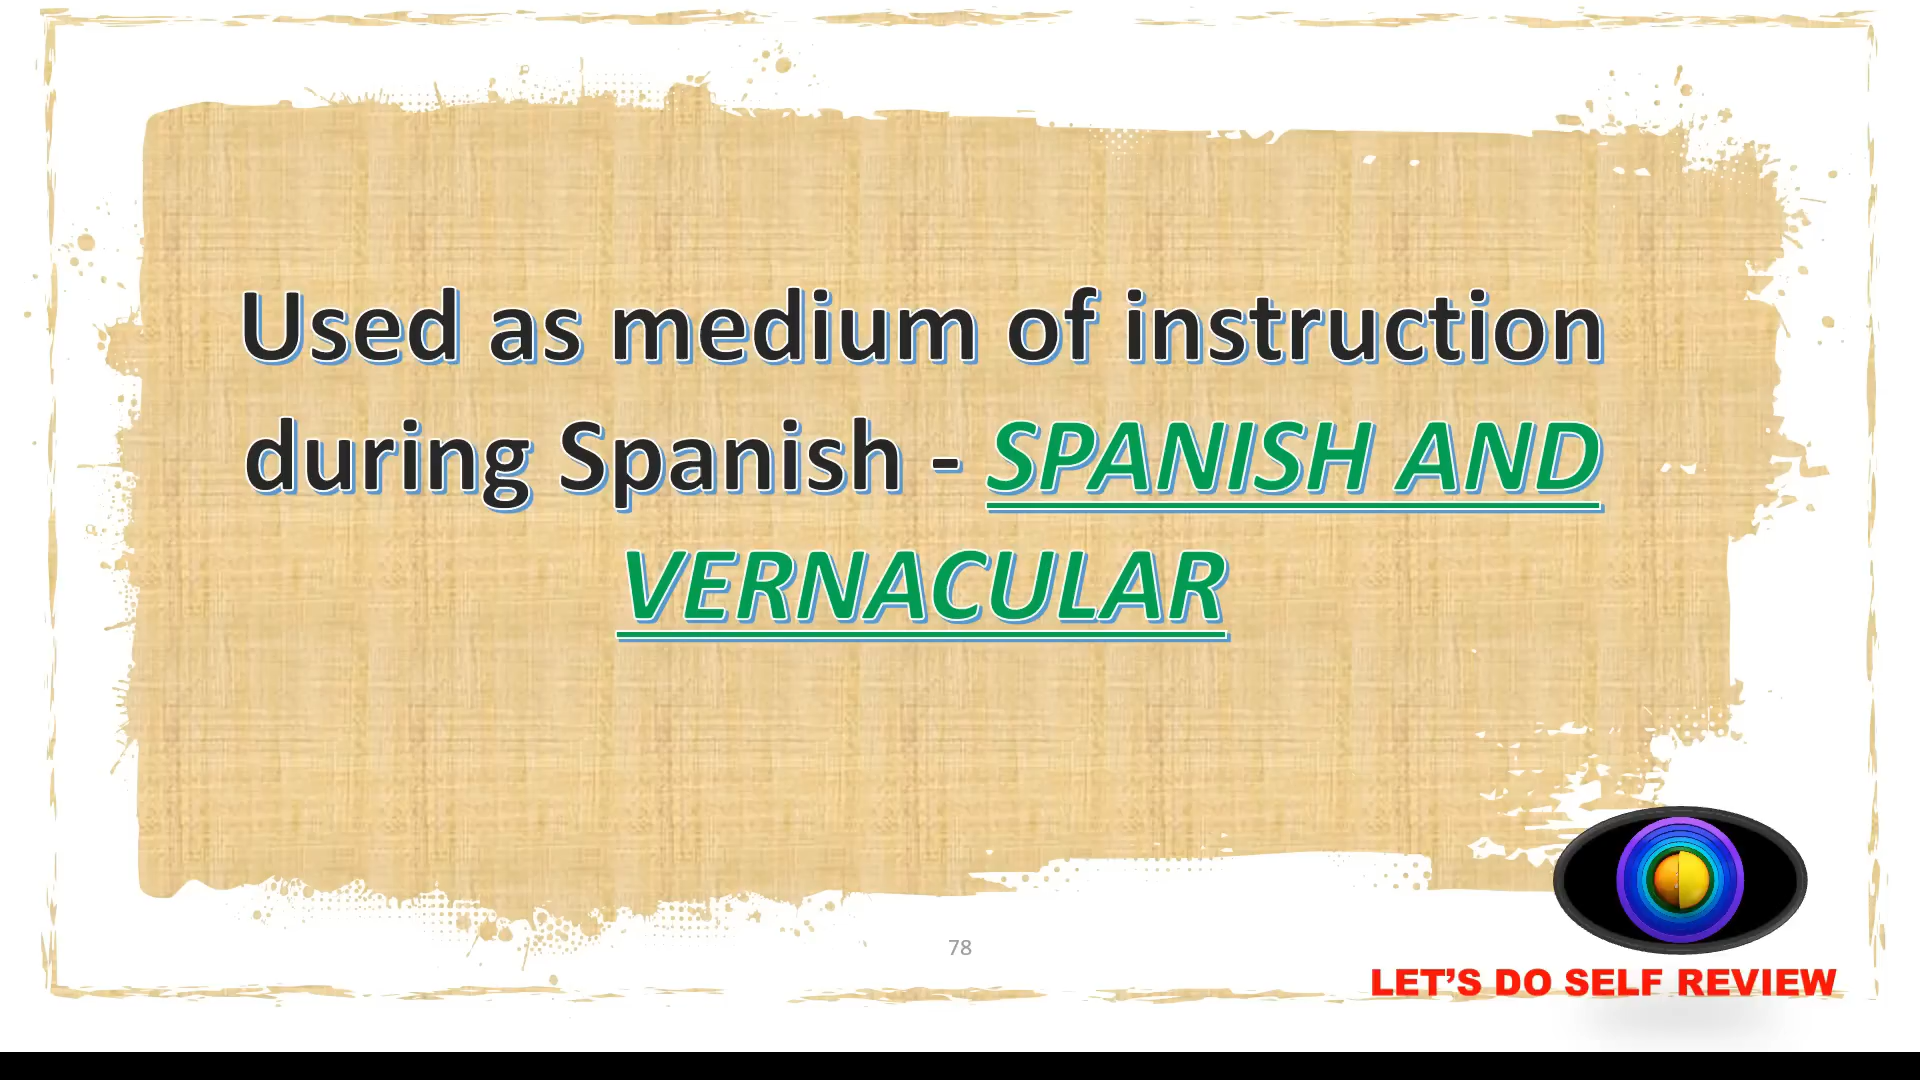 Used as medium of instruction
during Spanish - SPANISH AND
VERNACULAR
78
LET’S DO SELF REVIEW